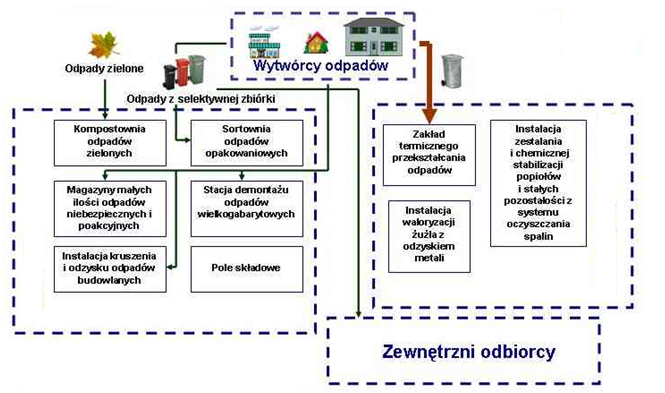 Wytwórcy odpadów
Odpady zielone
Odpady z selektywnej zbiórki
Kompostownia
odpadów
zielonych
Sortownia
odpadów
opakowaniowych
Magazyny małych
ilości odpadów
niebezpiecznych i
poakcyjnych
Stacja demontażu
odpadów
wielkogabarytowych
Instalacja kruszenia
i odzysku odpadów
budowlanych
Pole składowe
Zakład
termicznego
przekształcania
odpadów
Instalacja
zestalania
i chemicznej
stabilizacji
popiołów
i stałych
pozostałości z
systemu
oczyszczania
spalin
Instalacja
waloryzacji
żużla z
odzyskiem
metali
Zewnętrzni odbiorcy